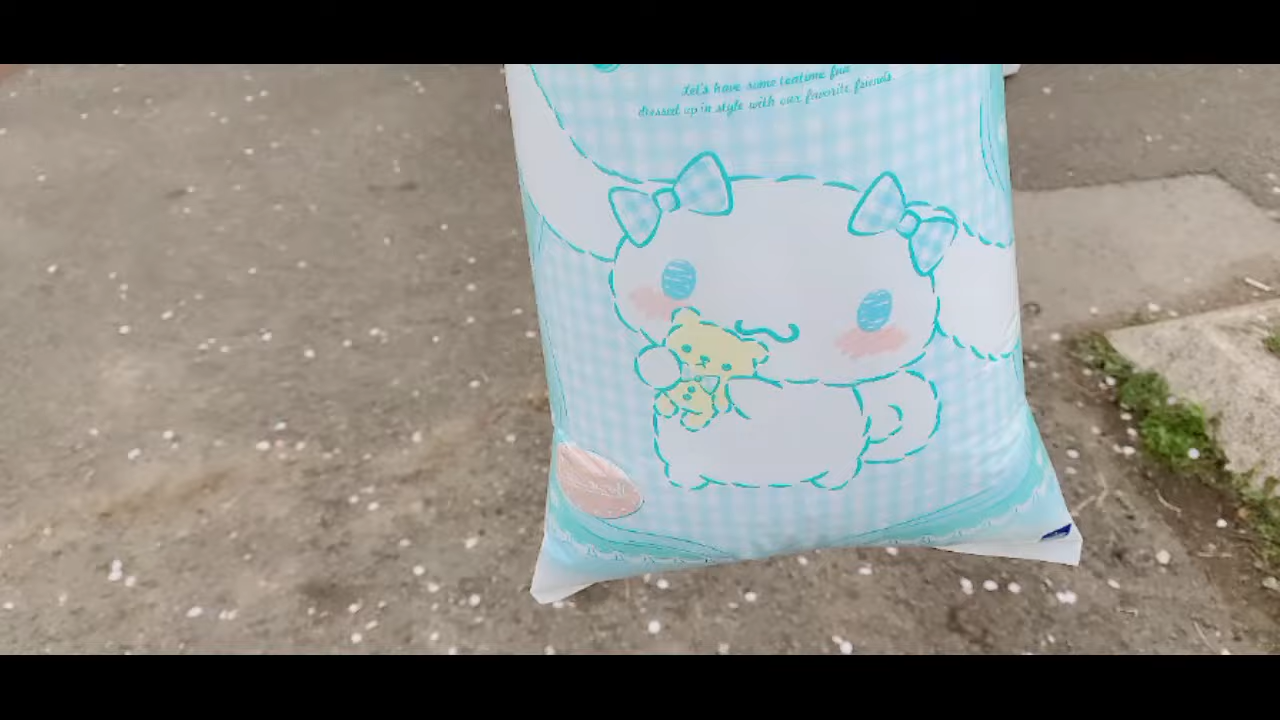 Let's have some teatime fun
dressed up in style with our favorite friends.